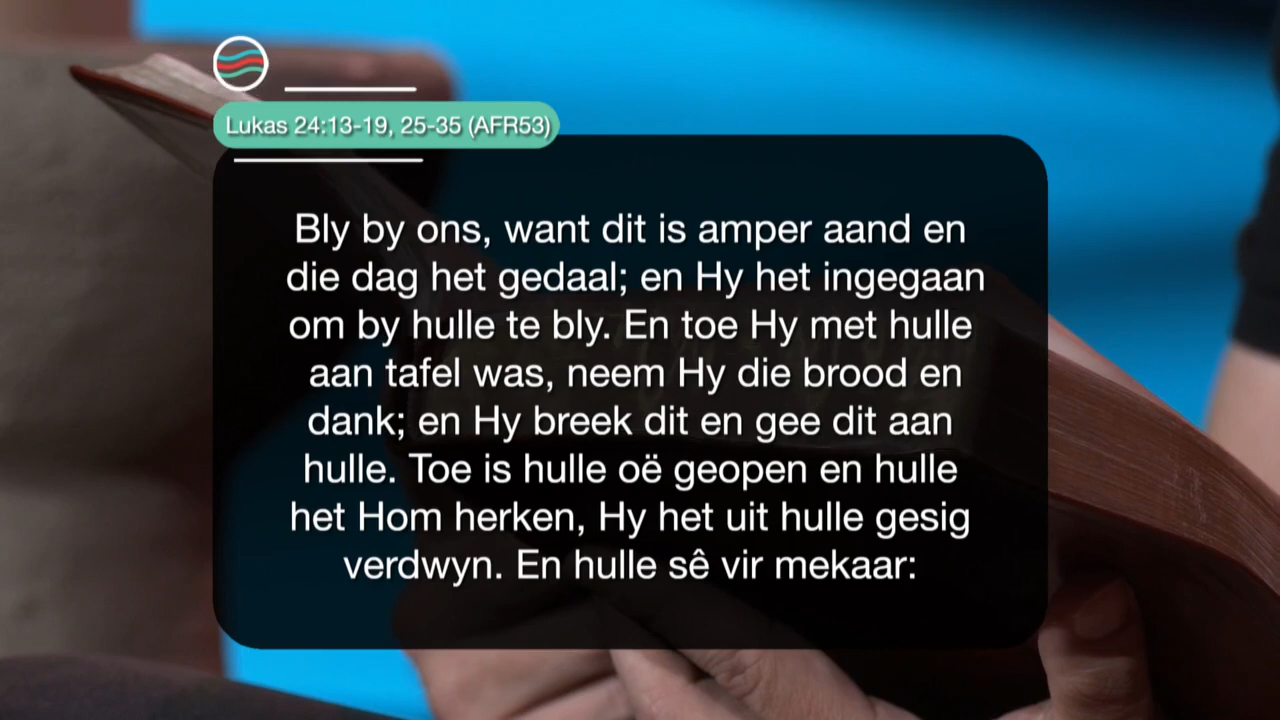 Lukas 24:13-19, 25-35 (AFR53)
Bly by ons, want dit is amper aand en
die dag het gedaal; en Hy het ingegaan
om by hulle te bly. En toe Hy met hulle
aan tafel was, neem Hy die brood en
dank; en Hy breek dit en gee dit aan
hulle. Toe is hulle oë geopen en hulle
het Hom herken, Hy het uit hulle gesig
verdwyn. En hulle sê vir mekaar: